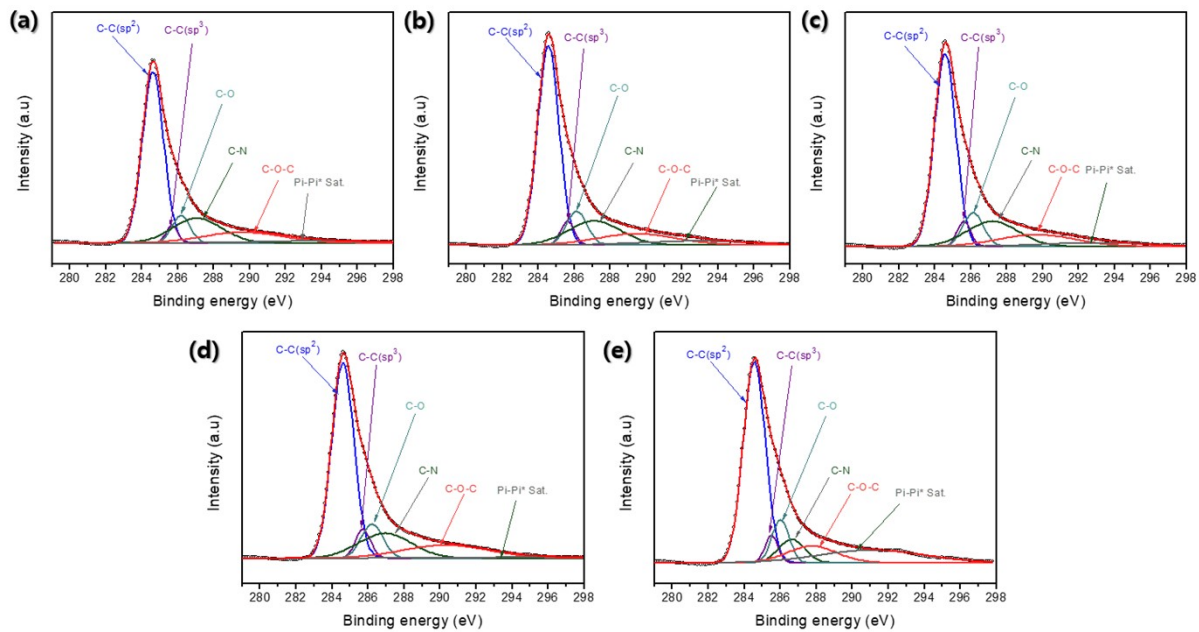 (a)
C-C(sp²)
C-C(sp³)
C-O
C-N
C-O-C
Pi-Pi* Sat.
Intensity (a.u)
280 282 284 286 288 290 292 294 296 298
Binding energy (eV)
(b)
C-C(sp²)
C-C(sp³)
C-O
C-N
C-O-C
Pi-Pi* Sat.
Intensity (a.u)
280 282 284 286 288 290 292 294 296 298
Binding energy (eV)
(c)
C-C(sp²)
C-C(sp³)
C-O
C-N
C-O-C
Pi-Pi* Sat.
Intensity (a.u)
280 282 284 286 288 290 292 294 296 298
Binding energy (eV)
(d)
C-C(sp²)
C-C(sp³)
C-O
C-N
C-O-C
Pi-Pi* Sat.
Intensity (a.u)
280 282 284 286 288 290 292 294 296 298
Binding energy (eV)
(e)
C-C(sp²)
C-C(sp³)
C-O
C-N
C-O-C
Pi-Pi* Sat.
Intensity (a.u)
280 282 284 286 288 290 292 294 296 298
Binding energy (eV)